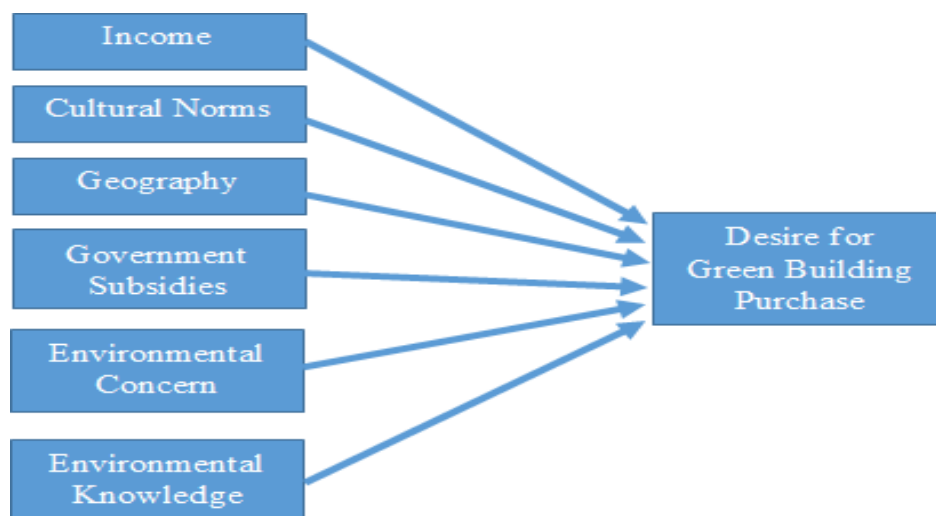 Income
Cultural Norms
Geography
Government
Subsidies
Environmental
Concern
Environmental
Knowledge
Desire for
Green Building
Purchase